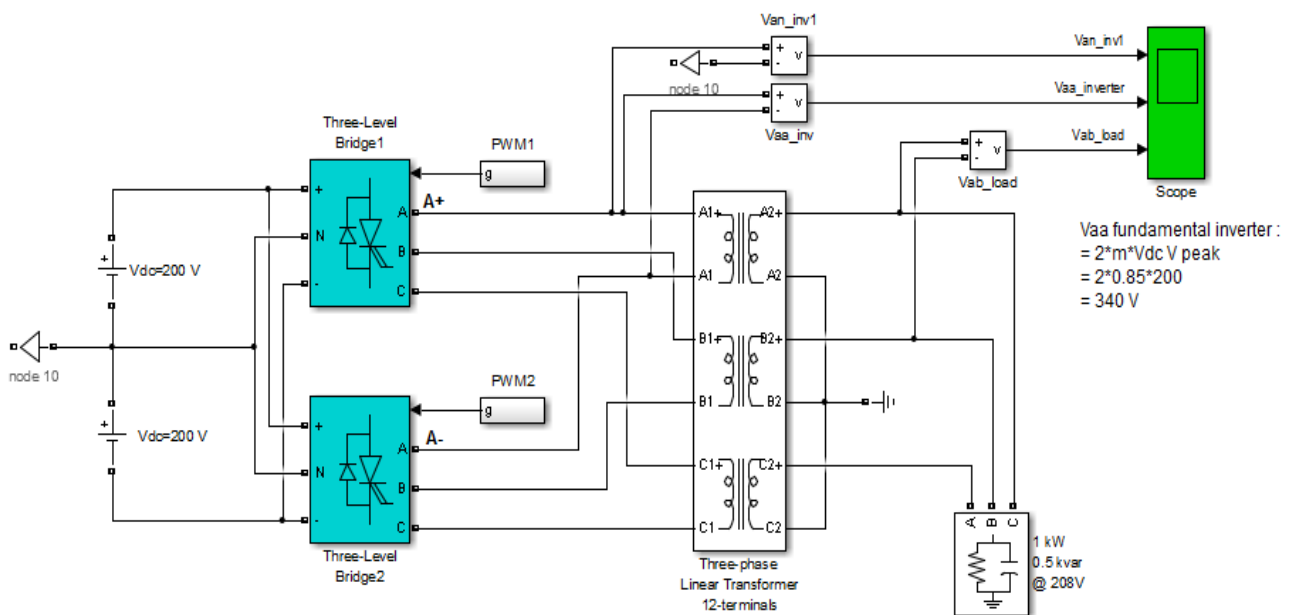 Van_inv1
+
-
v
node 10
Van_inv1
+
-
v
Vaa_inv
Vaa_inverter
+
-
v
Vab_load
Vab_load
Scope
Vaa fundamental inverter :
= 2*m*Vdc V peak
= 2*0.85*200
= 340 V
Three-Level
Bridge1
PWM1
g
+
N
-
A
B
C
A+
+
Vdc=200 V
node 10
+
Vdc=200 V
PWM2
g
+
N
-
A
B
C
A-
Three-Level
Bridge2
A1+
A2+
A1
A2
B1+
B2+
B1
B2
C1+
C2+
C1
C2
Three-phase
Linear Transformer
12-terminals
A
B
C
1 kW
0.5 kvar
@ 208V